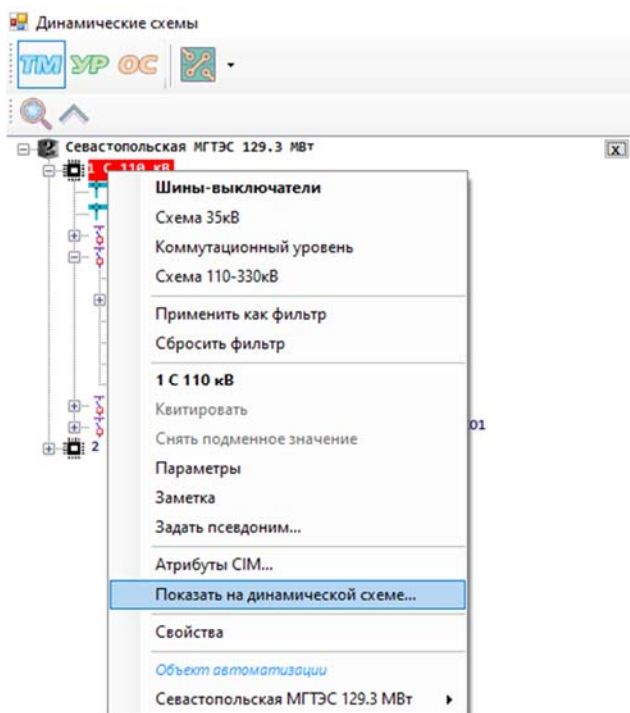 Динамические схемы
ТМ УР ОС
Севастопольская МГТЭС 129.3 МВт
X
1 С 110 кВ
Шины-выключатели
Схема 35кВ
Коммутационный уровень
Схема 110-330кВ
Применить как фильтр
Сбросить фильтр
1 С 110 кВ
Квитировать
01
Снять подменное значение
2
Параметры
Заметка
Задать псевдоним...
Атрибуты CIM...
Показать на динамической схеме...
Свойства
Объект автоматизации
Севастопольская МГТЭС 129.3 МВт